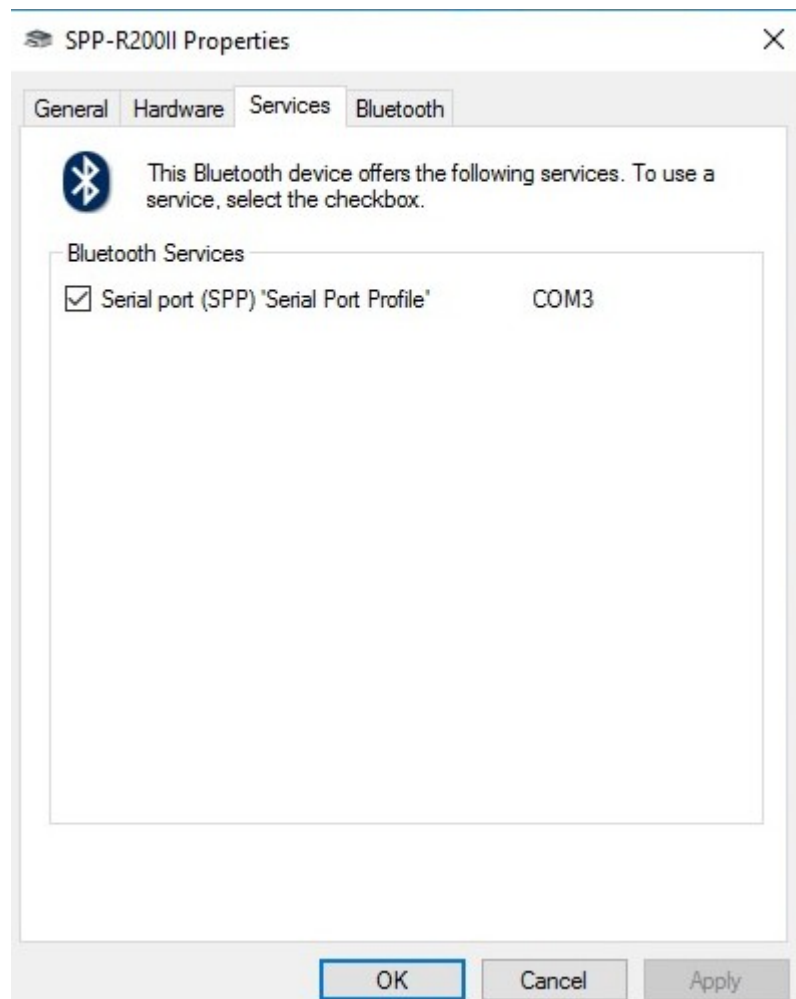 SPP-R200II Properties
General Hardware Services Bluetooth
This Bluetooth device offers the following services. To use a
service, select the checkbox.
Bluetooth Services
Serial port (SPP) 'Serial Port Profile' COM3
OK Cancel Apply